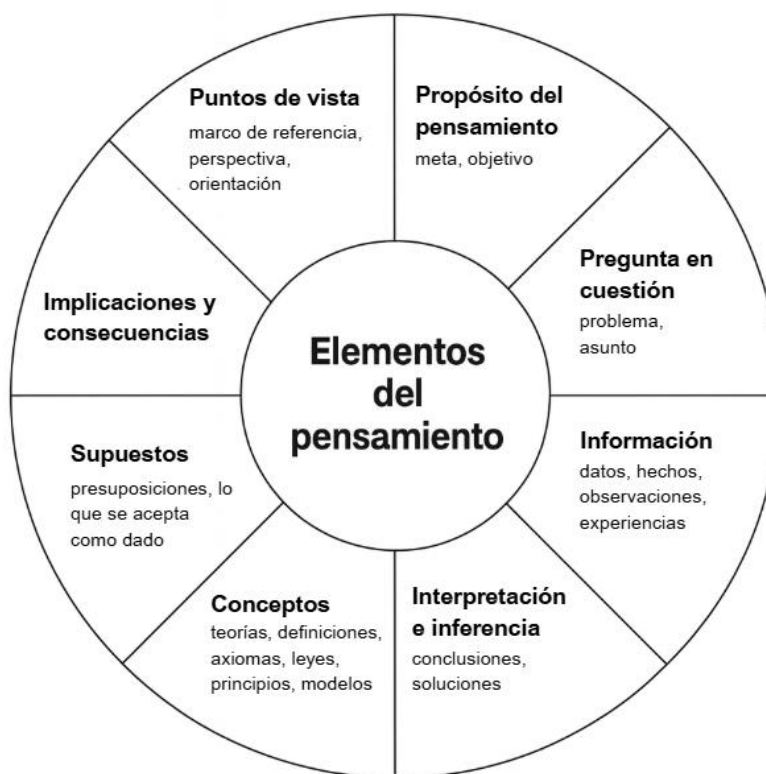 Puntos de vista
marco de referencia,
perspectiva,
orientación
Propósito del
pensamiento
meta, objetivo
Pregunta en
cuestión
problema,
asunto
Información
datos, hechos,
observaciones,
experiencias
Interpretación
e inferencia
conclusiones,
soluciones
Conceptos
teorías, definiciones,
axiomas, leyes,
principios, modelos
Supuestos
presuposiciones, lo
que se acepta
como dado
Implicaciones y
consecuencias
Elementos
del
pensamiento